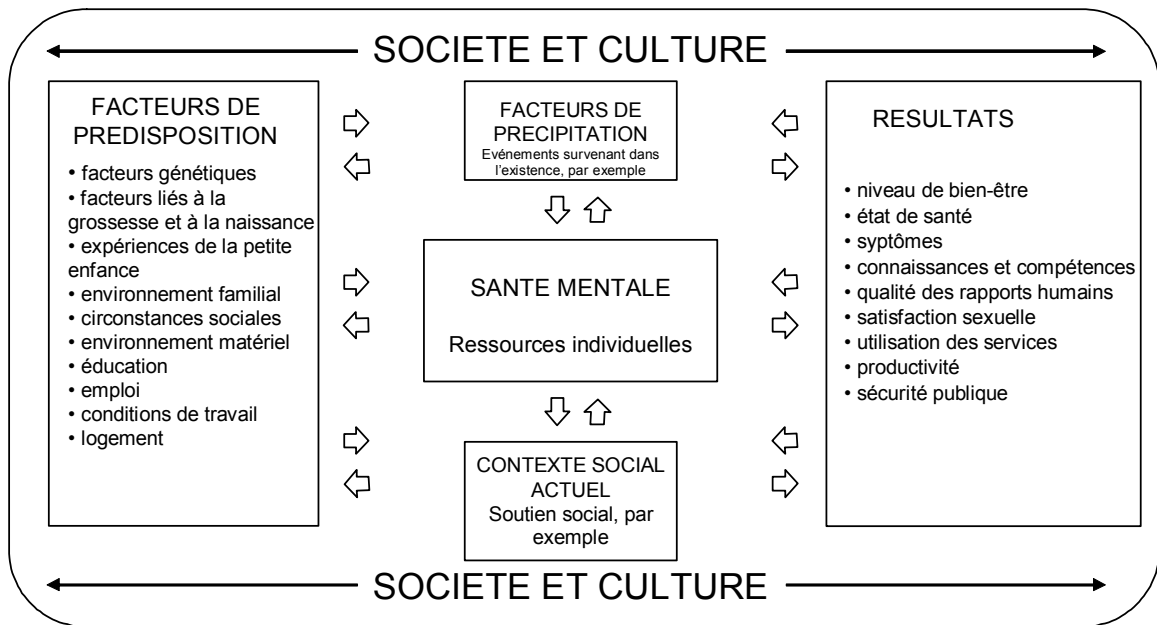 SOCIETE ET CULTURE
FACTEURS DE
PREDISPOSITION
• facteurs génétiques
• facteurs liés à la
grossesse et à la naissance
• expériences de la petite
enfance
• environnement familial
• circonstances sociales
• environnement matériel
• éducation
• emploi
• conditions de travail
• logement
FACTEURS DE
PRECIPITATION
Evénements survenant dans
l'existence, par exemple
SANTE MENTALE
Ressources individuelles
CONTEXTE SOCIAL
ACTUEL
Soutien social, par
exemple
RESULTATS
• niveau de bien-être
• état de santé
• syptômes
• connaissances et compétences
• qualité des rapports humains
• satisfaction sexuelle
• utilisation des services
• productivité
• sécurité publique
SOCIETE ET CULTURE